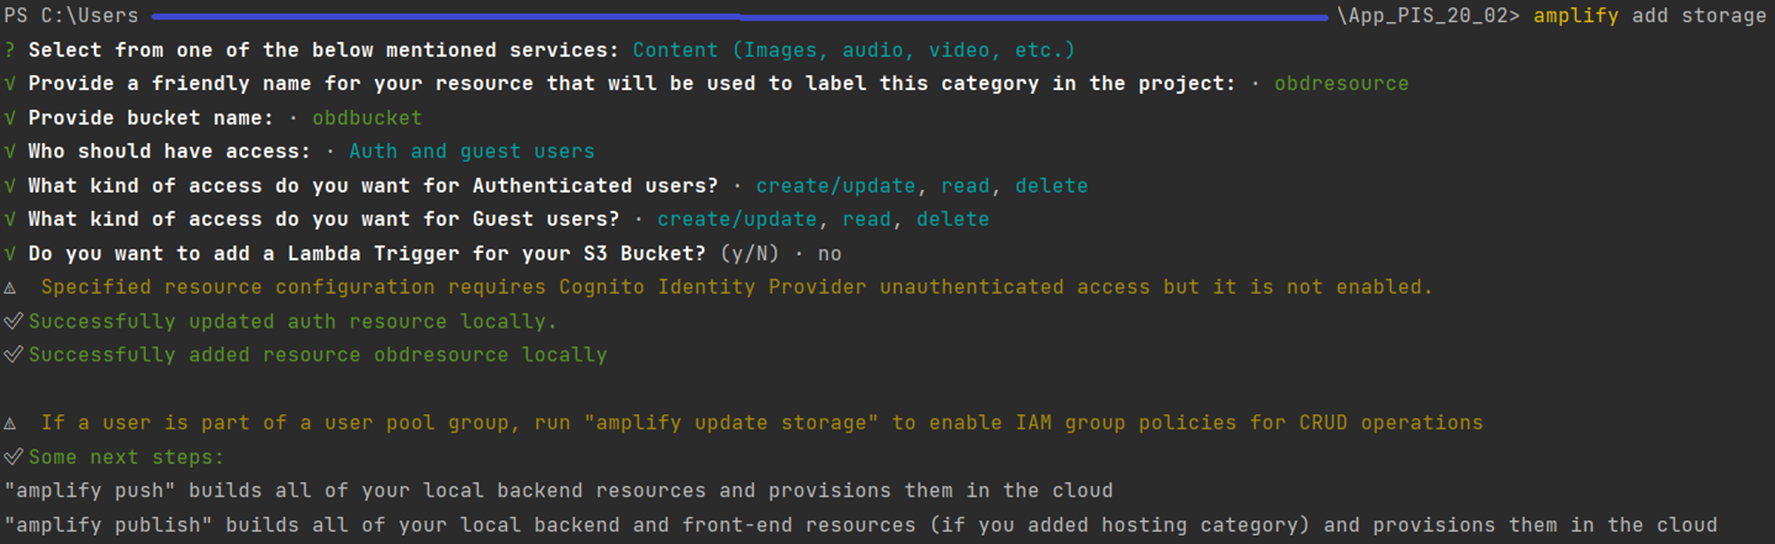 PS C:\Users \App_PIS_20_02> amplify add storage
? Select from one of the below mentioned services: Content (Images, audio, video, etc.)
√ Provide a friendly name for your resource that will be used to label this category in the project: · obdresource
√ Provide bucket name: · obdbucket
√ Who should have access: · Auth and guest users
√ What kind of access do you want for Authenticated users? · create/update, read, delete
√ What kind of access do you want for Guest users? · create/update, read, delete
√ Do you want to add a Lambda Trigger for your S3 Bucket? (y/N) · no
⚠ Specified resource configuration requires Cognito Identity Provider unauthenticated access but it is not enabled.
✅ Successfully updated auth resource locally.
✅ Successfully added resource obdresource locally
⚠ If a user is part of a user pool group, run "amplify update storage" to enable IAM group policies for CRUD operations
✅ Some next steps:
"amplify push" builds all of your local backend resources and provisions them in the cloud
"amplify publish" builds all of your local backend and front-end resources (if you added hosting category) and provisions them in the cloud